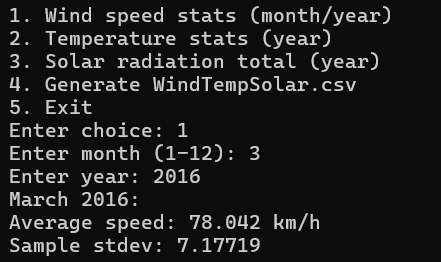 1. Wind speed stats (month/year)
2. Temperature stats (year)
3. Solar radiation total (year)
4. Generate WindTempSolar.csv
5. Exit
Enter choice: 1
Enter month (1-12): 3
Enter year: 2016
March 2016:
Average speed: 78.042 km/h
Sample stdev: 7.17719